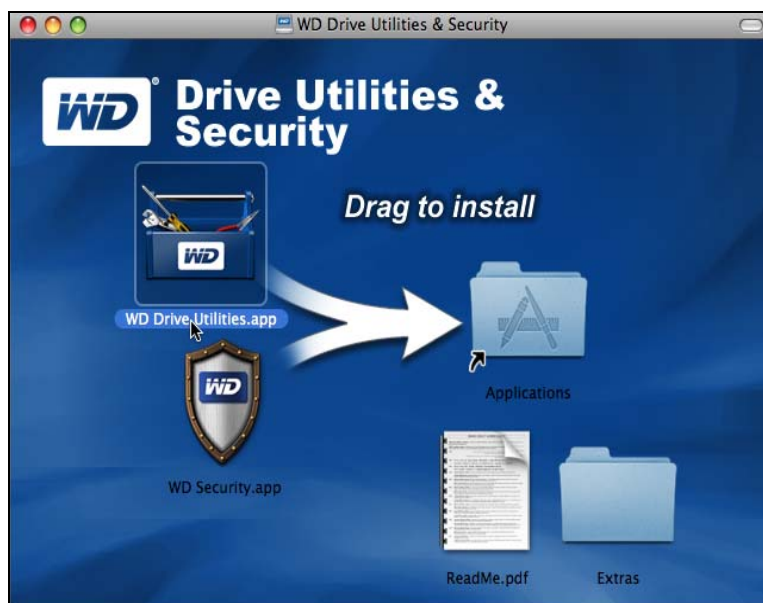 WD Drive Utilities & Security
WD® Drive Utilities &
Security
Drag to install
WD
WD Drive Utilities.app
WD
Applications
WD Security.app
ReadMe.pdf
Extras